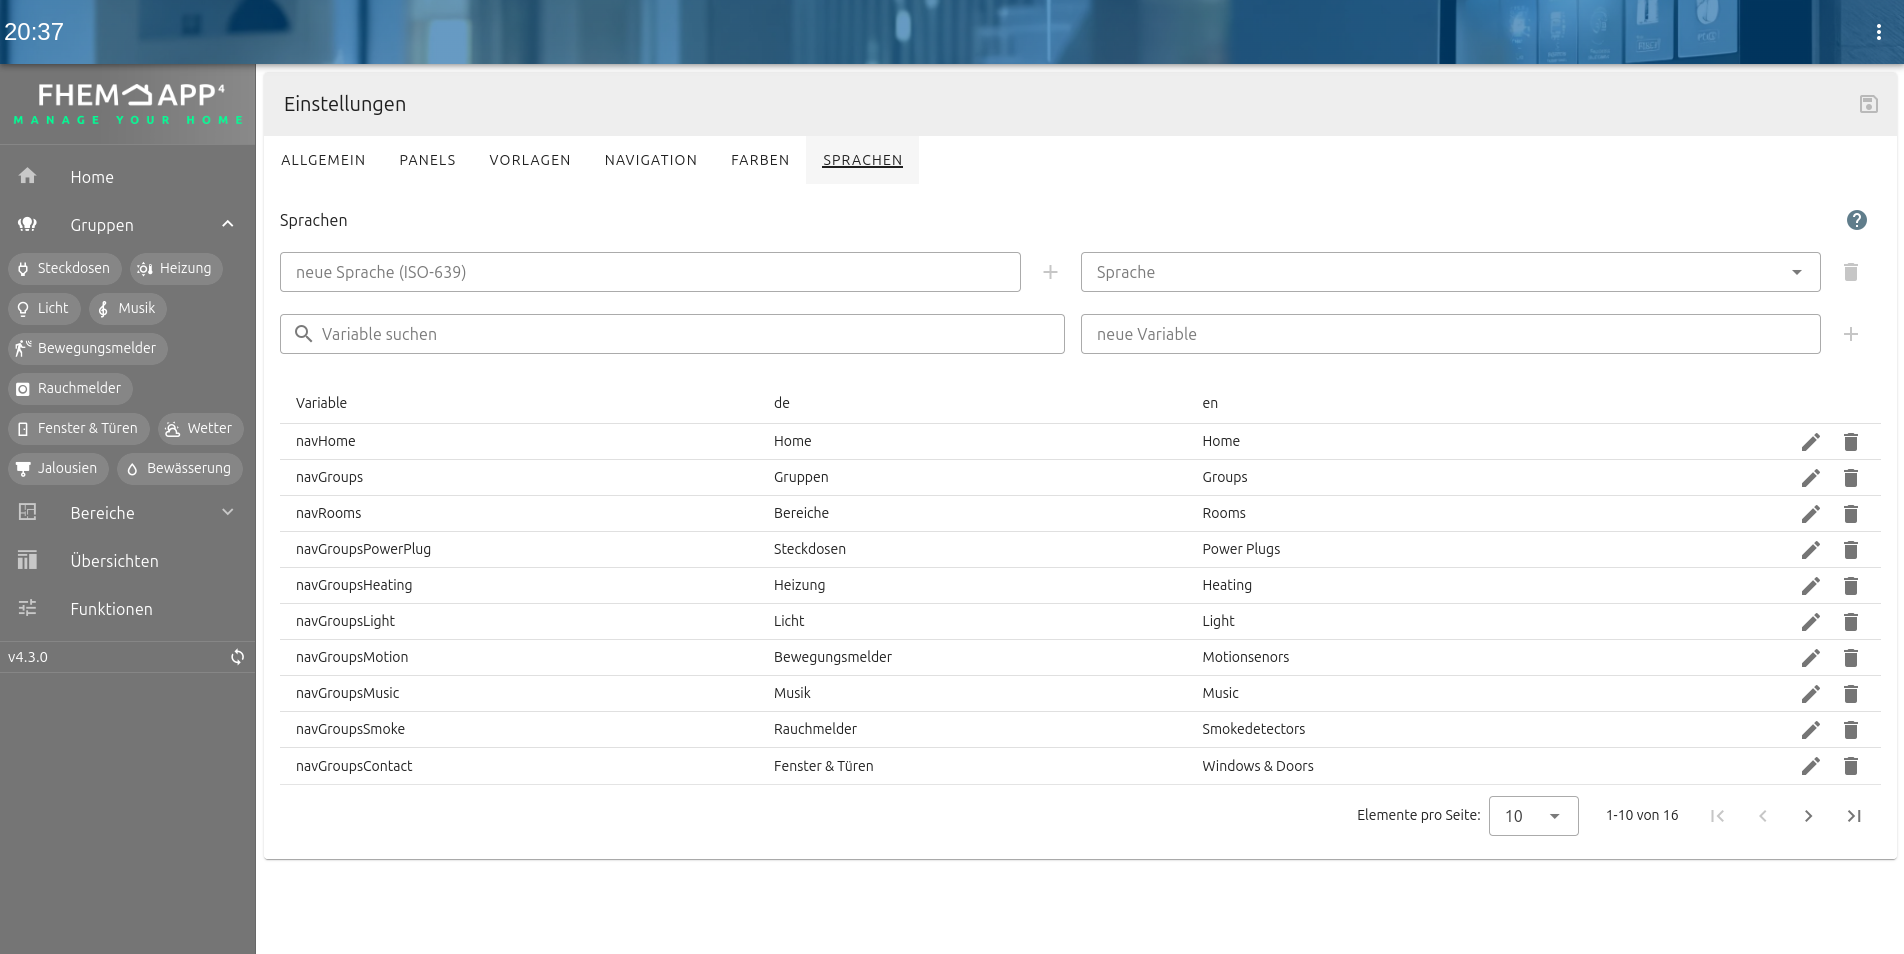 20:37
FHEM APP4
MANAGE YOUR HOME
Home
Gruppen
Steckdosen
Heizung
Licht
Musik
Bewegungsmelder
Rauchmelder
Fenster & Türen
Wetter
Jalousien
Bewässerung
Bereiche
Übersichten
Funktionen
v4.3.0
Einstellungen
ALLGEMEIN PANELS VORLAGEN NAVIGATION FARBEN SPRACHEN
Sprachen
neue Sprache (ISO-639) Sprache
Variable suchen neue Variable
Variable de en
navHome Home Home
navGroups Gruppen Groups
navRooms Bereiche Rooms
navGroupsPowerPlug Steckdosen Power Plugs
navGroupsHeating Heizung Heating
navGroupsLight Licht Light
navGroupsMotion Bewegungsmelder Motionsenors
navGroupsMusic Musik Music
navGroupsSmoke Rauchmelder Smokedetectors
navGroupsContact Fenster & Türen Windows & Doors
Elemente pro Seite: 10 1-10 von 16